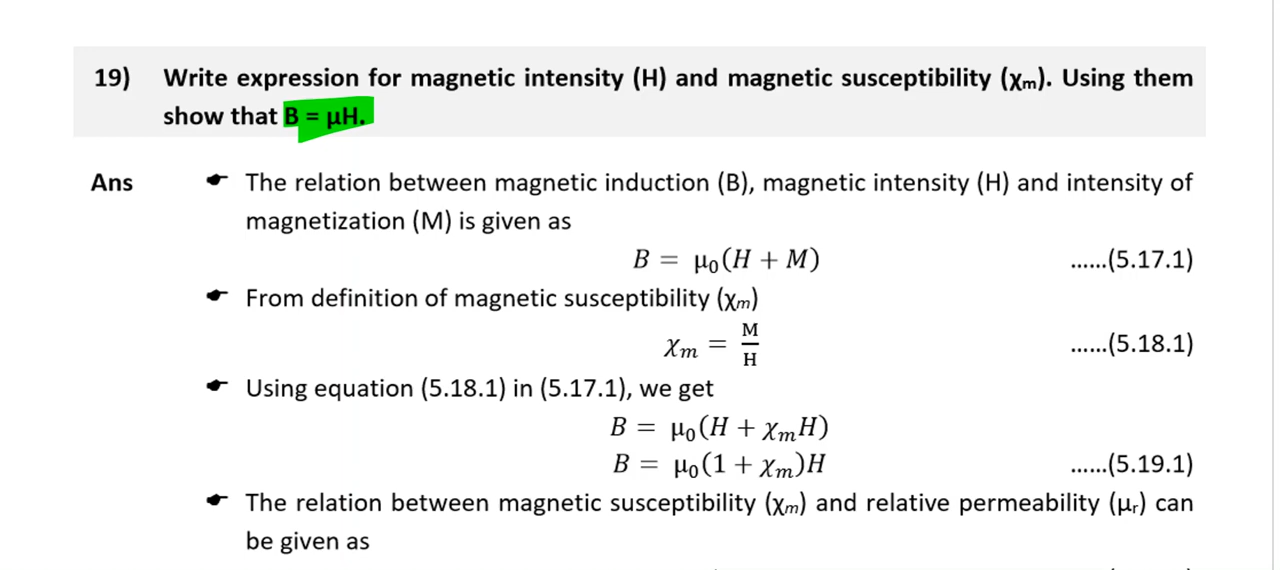 19) Write expression for magnetic intensity (H) and magnetic susceptibility (χm). Using them
show that B = μH.
Ans ☛ The relation between magnetic induction (B), magnetic intensity (H) and intensity of
magnetization (M) is given as
B = μ₀(H + M) ......(5.17.1)
☛ From definition of magnetic susceptibility (χm)
χm = M/H ......(5.18.1)
☛ Using equation (5.18.1) in (5.17.1), we get
B = μ₀(H + χmH)
B = μ₀(1 + χm)H ......(5.19.1)
☛ The relation between magnetic susceptibility (χm) and relative permeability (μr) can
be given as